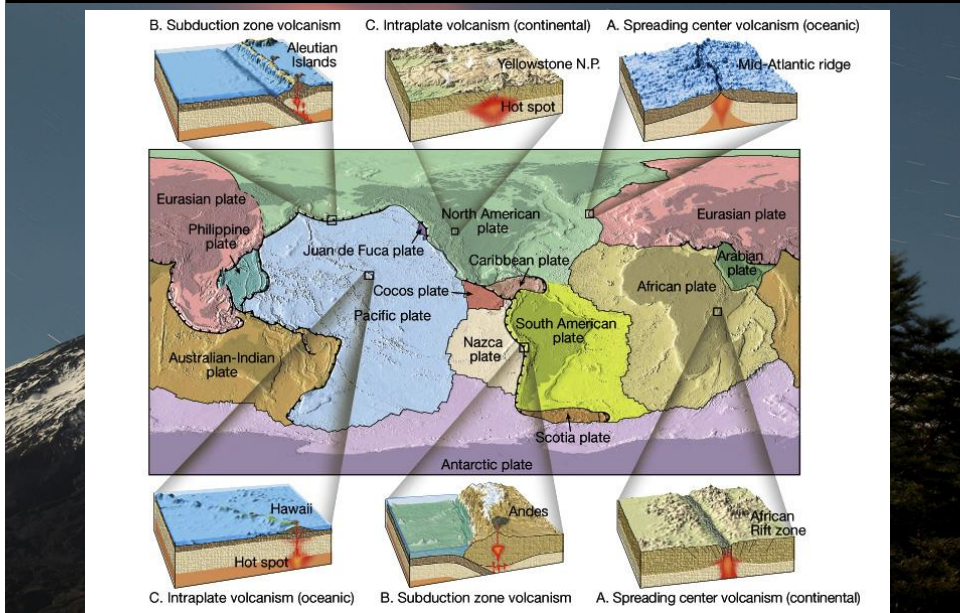 B. Subduction zone volcanism
C. Intraplate volcanism (continental)
A. Spreading center volcanism (oceanic)
Aleutian
Islands
Yellowstone N.P.
Hot spot
Mid-Atlantic ridge
Eurasian plate
Philippine
plate
Juan de Fuca plate
North American
plate
Caribbean plate
Cocos plate
Pacific plate
Eurasian plate
Arabian
plate
African plate
Australian-Indian
plate
Nazca
plate
South American
plate
Scotia plate
Antarctic plate
Hawaii
Hot spot
Andes
African
Rift zone
C. Intraplate volcanism (oceanic)
B. Subduction zone volcanism
A. Spreading center volcanism (continental)